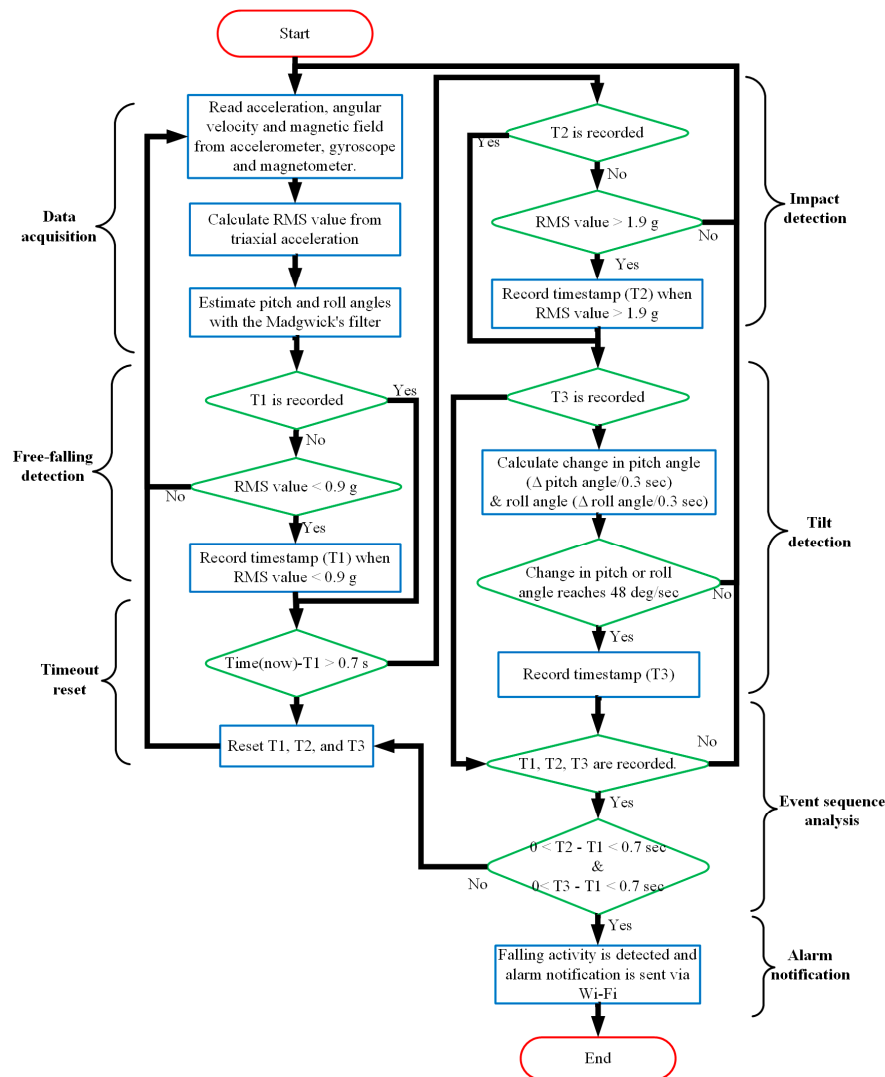 Start
Data
acquisition
Read acceleration, angular
velocity and magnetic field
from accelerometer, gyroscope
and magnetometer.
Calculate RMS value from
triaxial acceleration
Estimate pitch and roll angles
with the Madgwick's filter
Free-falling
detection
T1 is recorded
Yes
No
RMS value < 0.9 g
No
Yes
Record timestamp (T1) when
RMS value < 0.9 g
Timeout
reset
Time(now)-T1 > 0.7 s
Reset T1, T2, and T3
T2 is recorded
Yes
No
RMS value > 1.9 g
No
Yes
Record timestamp (T2) when
RMS value > 1.9 g
Impact
detection
T3 is recorded
Calculate change in pitch angle
(Δ pitch angle/0.3 sec)
& roll angle (Δ roll angle/0.3 sec)
Change in pitch or roll
angle reaches 48 deg/sec
No
Yes
Record timestamp (T3)
Tilt
detection
T1, T2, T3 are recorded.
No
Yes
0 < T2 - T1 < 0.7 sec
&
0< T3 - T1 < 0.7 sec
No
Yes
Event sequence
analysis
Falling activity is detected and
alarm notification is sent via
Wi-Fi
Alarm
notification
End